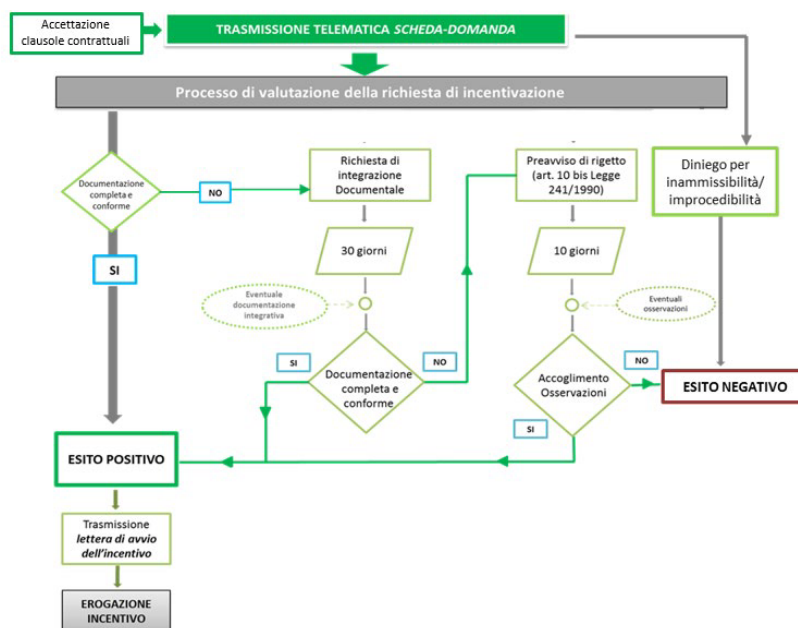 Accettazione
clausole contrattuali
TRASMISSIONE TELEMATICA SCHEDA-DOMANDA
Processo di valutazione della richiesta di incentivazione
Documentazione
completa e
conforme
NO
SI
Richiesta di
integrazione
Documentale
30 giorni
Eventuale
documentazione
integrativa
SI
NO
Documentazione
completa e
conforme
Preavviso di rigetto
(art. 10 bis Legge
241/1990)
10 giorni
Eventuali
osservazioni
Accoglimento
Osservazioni
NO
SI
Diniego per
inammissibilità/
improcedibilità
ESITO NEGATIVO
ESITO POSITIVO
Trasmissione
lettera di avvio
dell'incentivo
EROGAZIONE
INCENTIVO